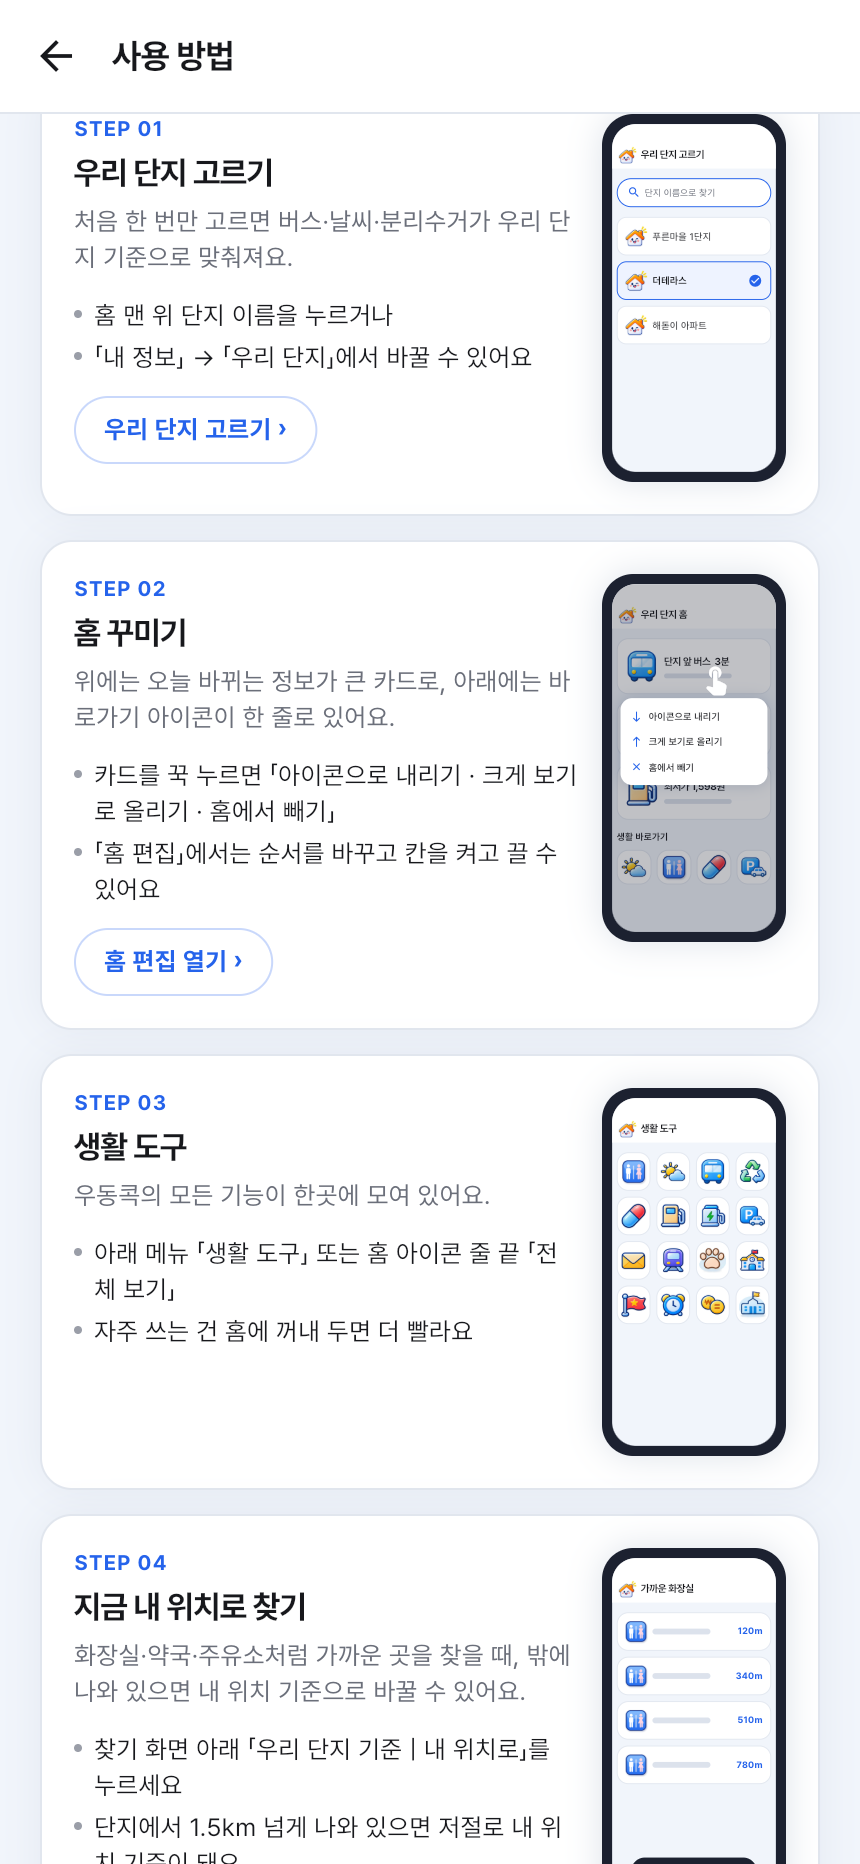 사용 방법
STEP 01
우리 단지 고르기
처음 한 번만 고르면 버스·날씨·분리수거가 우리 단
지 기준으로 맞춰져요.
홈 맨 위 단지 이름을 누르거나
「내 정보」 → 「우리 단지」에서 바꿀 수 있어요
우리 단지 고르기 ›
우리 단지 고르기
단지 이름으로 찾기
푸른마을 1단지
더테라스
해돋이 아파트
STEP 02
홈 꾸미기
위에는 오늘 바뀌는 정보가 큰 카드로, 아래에는 바
로가기 아이콘이 한 줄로 있어요.
카드를 꾹 누르면 「아이콘으로 내리기 · 크게 보기
로 올리기 · 홈에서 빼기」
「홈 편집」에서는 순서를 바꾸고 칸을 켜고 끌 수
있어요
홈 편집 열기 ›
우리 단지 홈
단지 앞 버스 3분
↓ 아이콘으로 내리기
↑ 크게 보기로 올리기
× 홈에서 빼기
최저가 1,598원
생활 바로가기
P
STEP 03
생활 도구
우동콕의 모든 기능이 한곳에 모여 있어요.
아래 메뉴 「생활 도구」 또는 홈 아이콘 줄 끝 「전
체 보기」
자주 쓰는 건 홈에 꺼내 두면 더 빨라요
생활 도구
P
STEP 04
지금 내 위치로 찾기
화장실·약국·주유소처럼 가까운 곳을 찾을 때, 밖에
나와 있으면 내 위치 기준으로 바꿀 수 있어요.
찾기 화면 아래 「우리 단지 기준 | 내 위치로」를
누르세요
단지에서 1.5km 넘게 나와 있으면 저절로 내 위
치 기준이 돼요
가까운 화장실
120m
340m
510m
780m